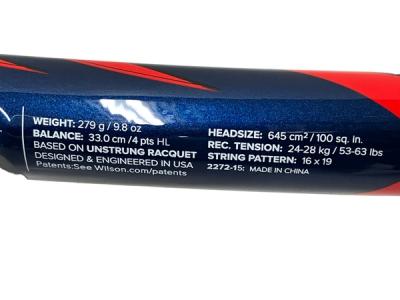 WEIGHT: 279 g / 9.8 oz
BALANCE: 33.0 cm / 4 pts HL
BASED ON UNSTRUNG RACQUET
DESIGNED & ENGINEERED IN USA
Patents:See Wilson.com/patents
HEADSIZE: 645 cm² / 100 sq. in.
REC. TENSION: 24-28 kg / 53-63 lbs
STRING PATTERN: 16 x 19
2272-15: MADE IN CHINA